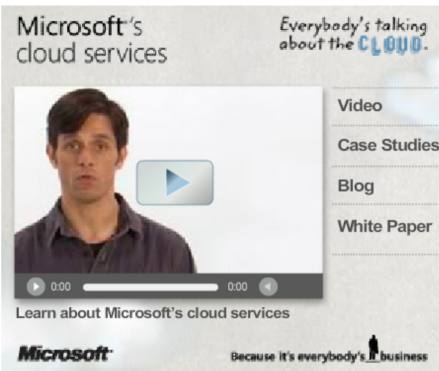 Microsoft®'s
cloud services
Everybody's talking
about the CLOUD.
Video
Case Studies
Blog
White Paper
0:00 0:00
Learn about Microsoft's cloud services
Microsoft®
Because it's everybody's business